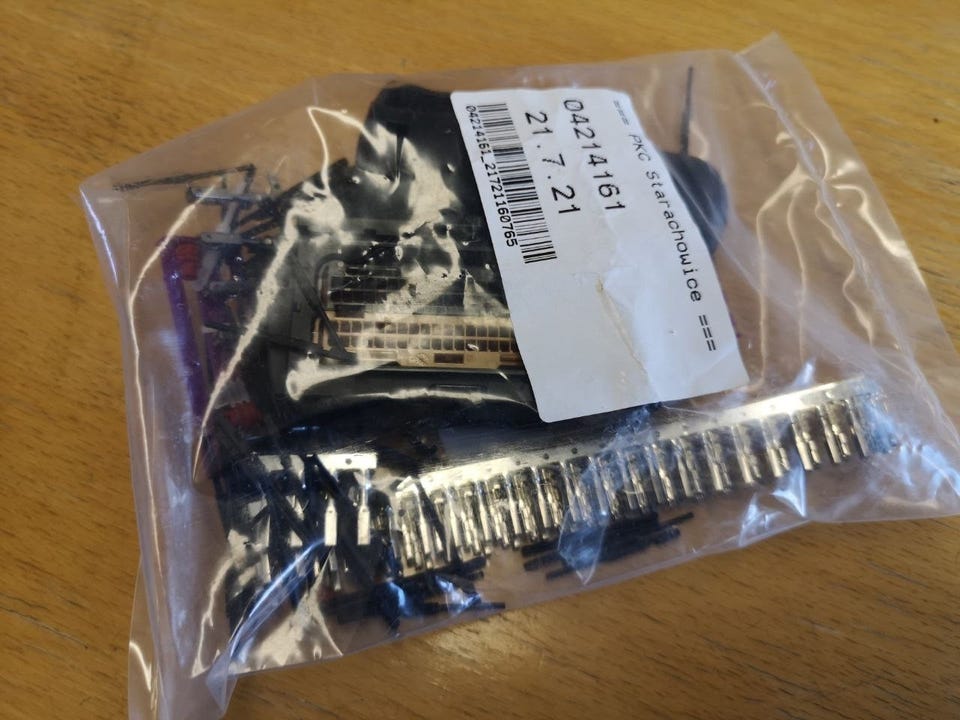 === PKC Starachowice ===
04214161
21.7.21
04214161_21721160765